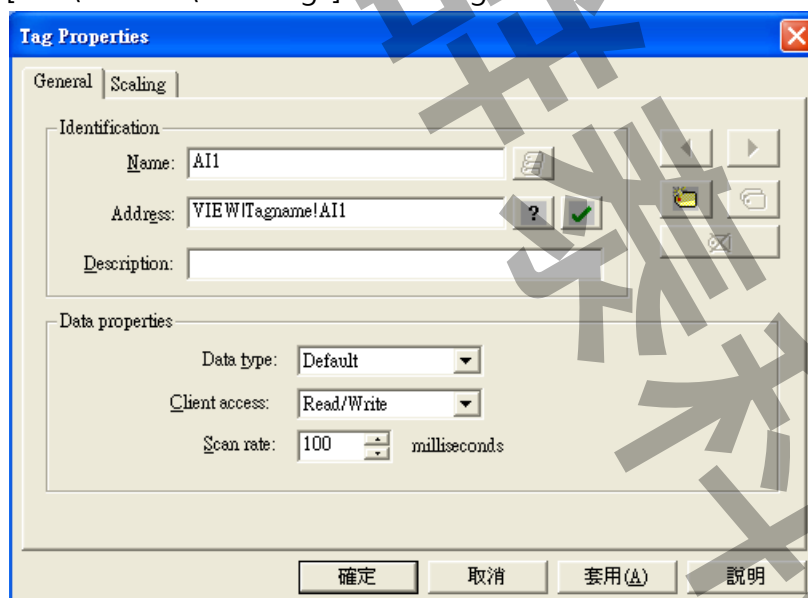 Tag Properties
General Scaling
Identification
Name: AI1
Address: VIEW|Tagname!AI1 ?
Description:
Data properties
Data type: Default
Client access: Read/Write
Scan rate: 100 milliseconds
確定 取消 套用(A) 說明